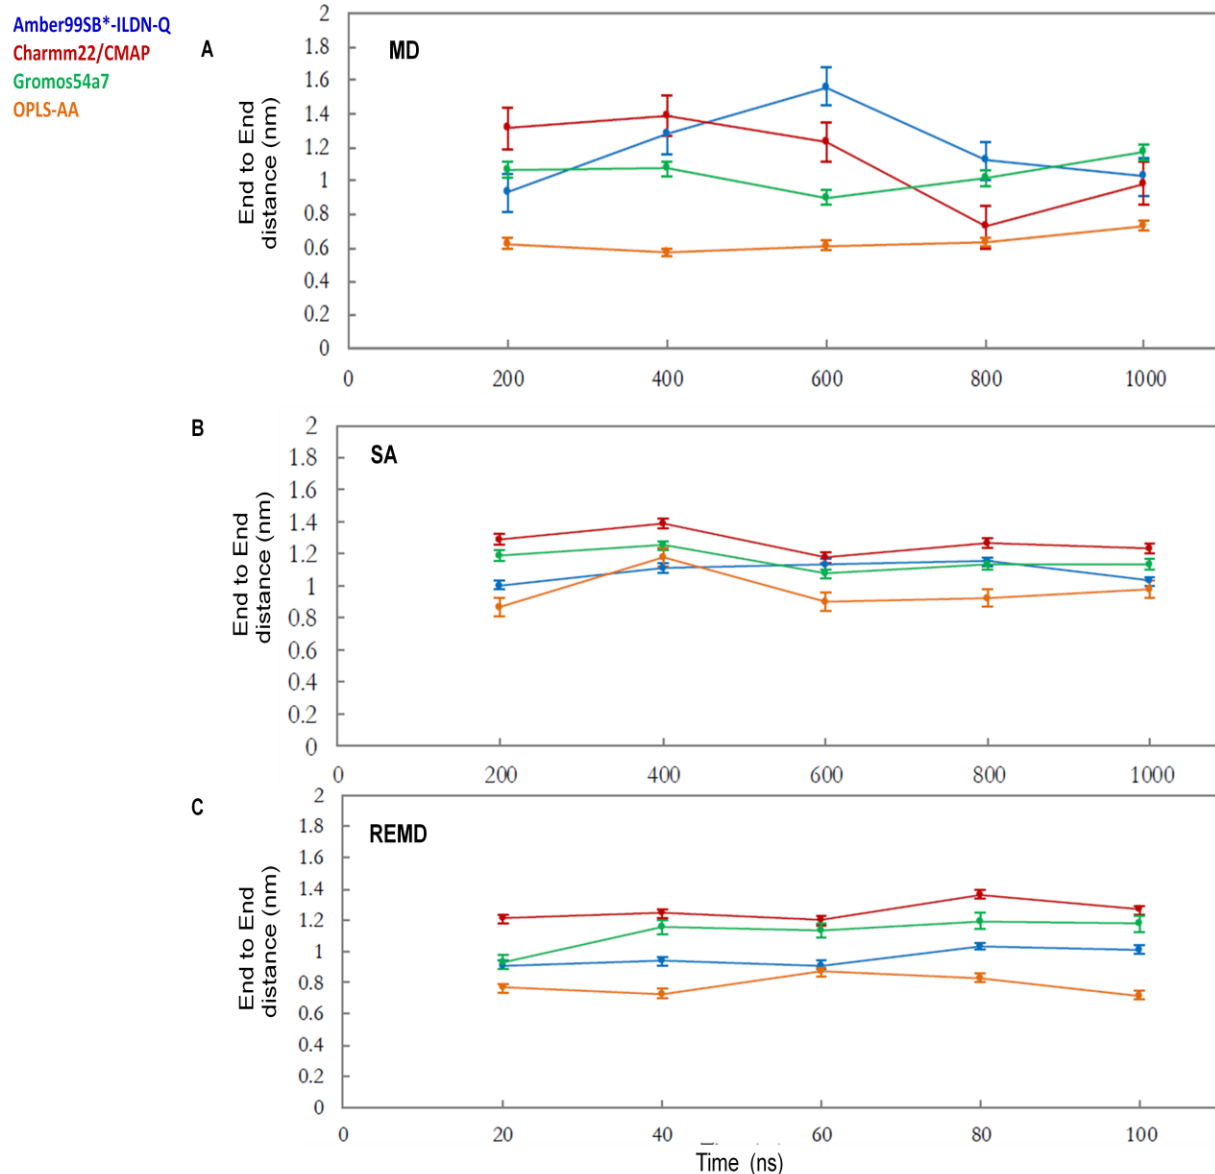 Amber99SB*-ILDN-Q
Charmm22/CMAP
Gromos54a7
OPLS-AA
A
MD
End to End
distance (nm)
2
1.8
1.6
1.4
1.2
1
0.8
0.6
0.4
0.2
0
0 200 400 600 800 1000
B
SA
End to End
distance (nm)
2
1.8
1.6
1.4
1.2
1
0.8
0.6
0.4
0.2
0
0 200 400 600 800 1000
C
REMD
End to End
distance (nm)
2
1.8
1.6
1.4
1.2
1
0.8
0.6
0.4
0.2
0
0 20 40 60 80 100
Time (ns)